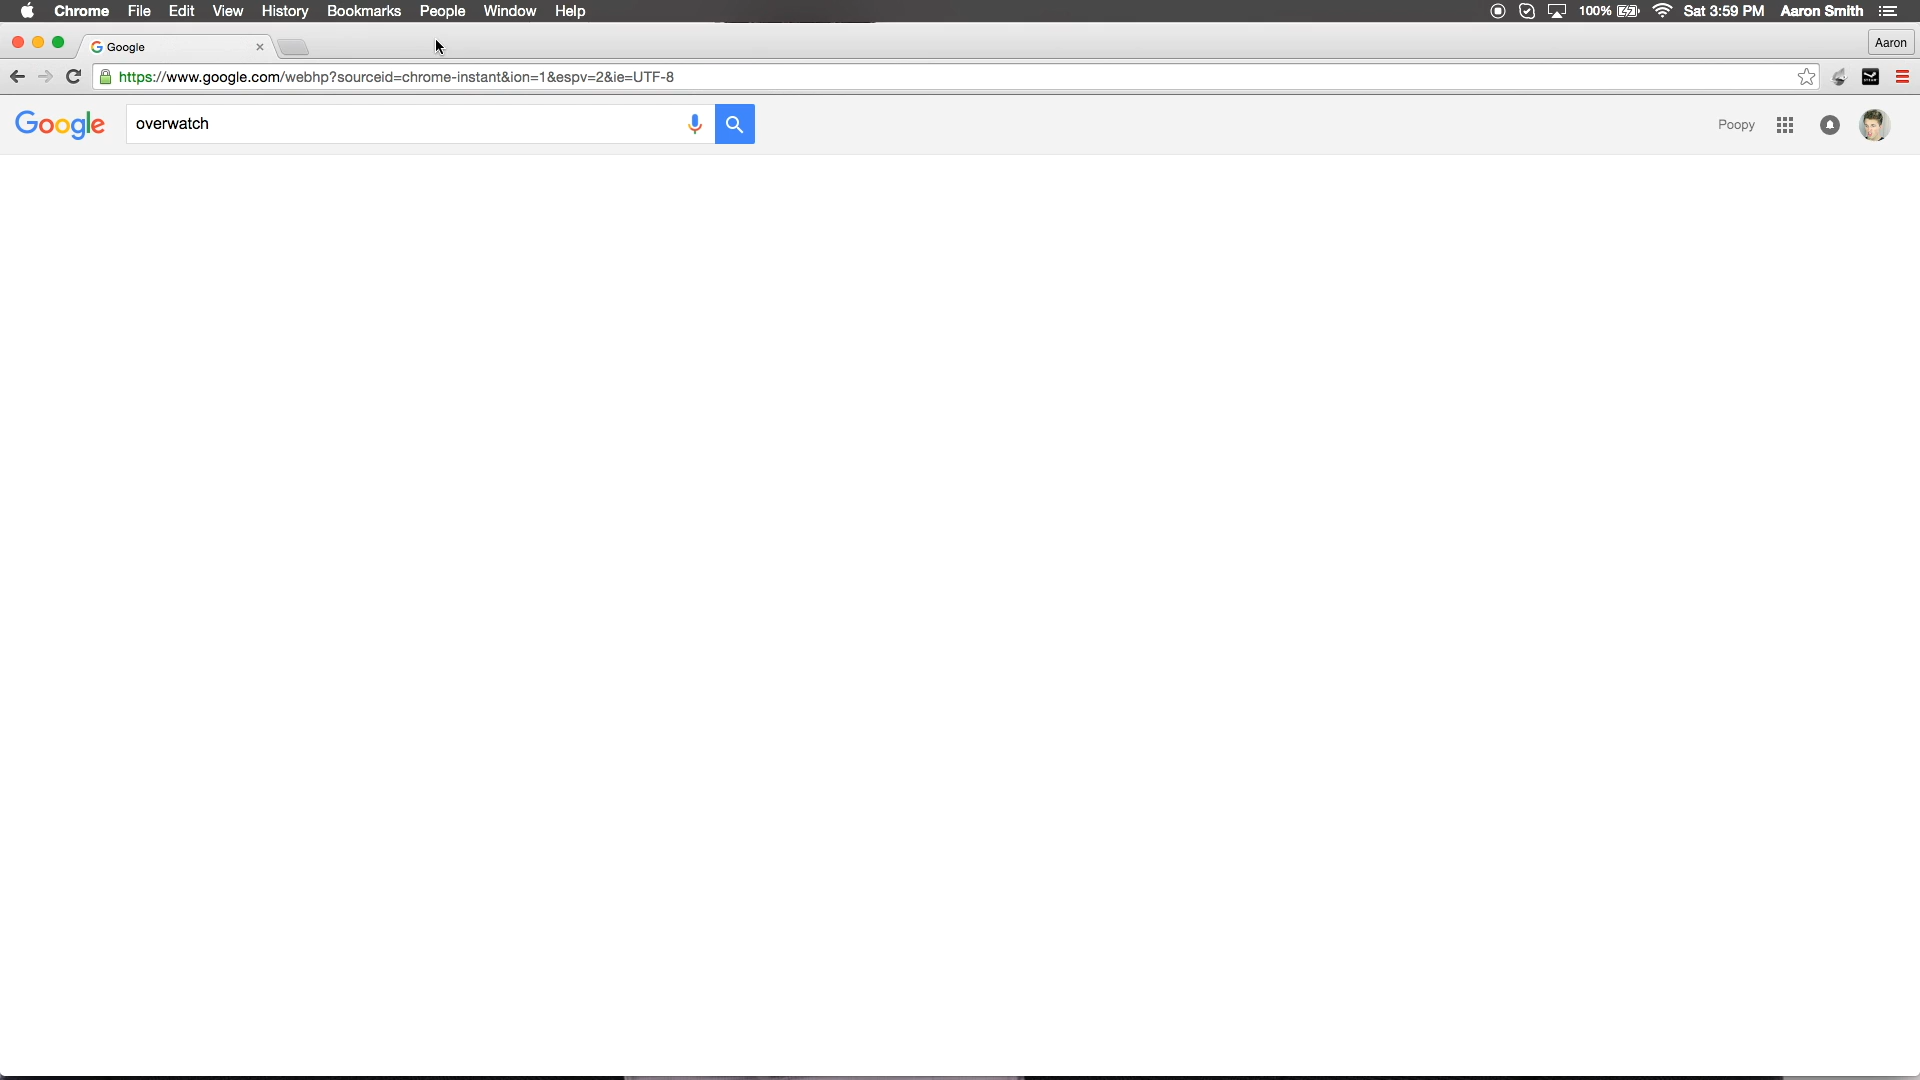 Chrome File Edit View History Bookmarks People Window Help 100% Sat 3:59 PM Aaron Smith
Google Aaron
https://www.google.com/webhp?sourceid=chrome-instant&ion=1&espv=2&ie=UTF-8
Google overwatch Poopy